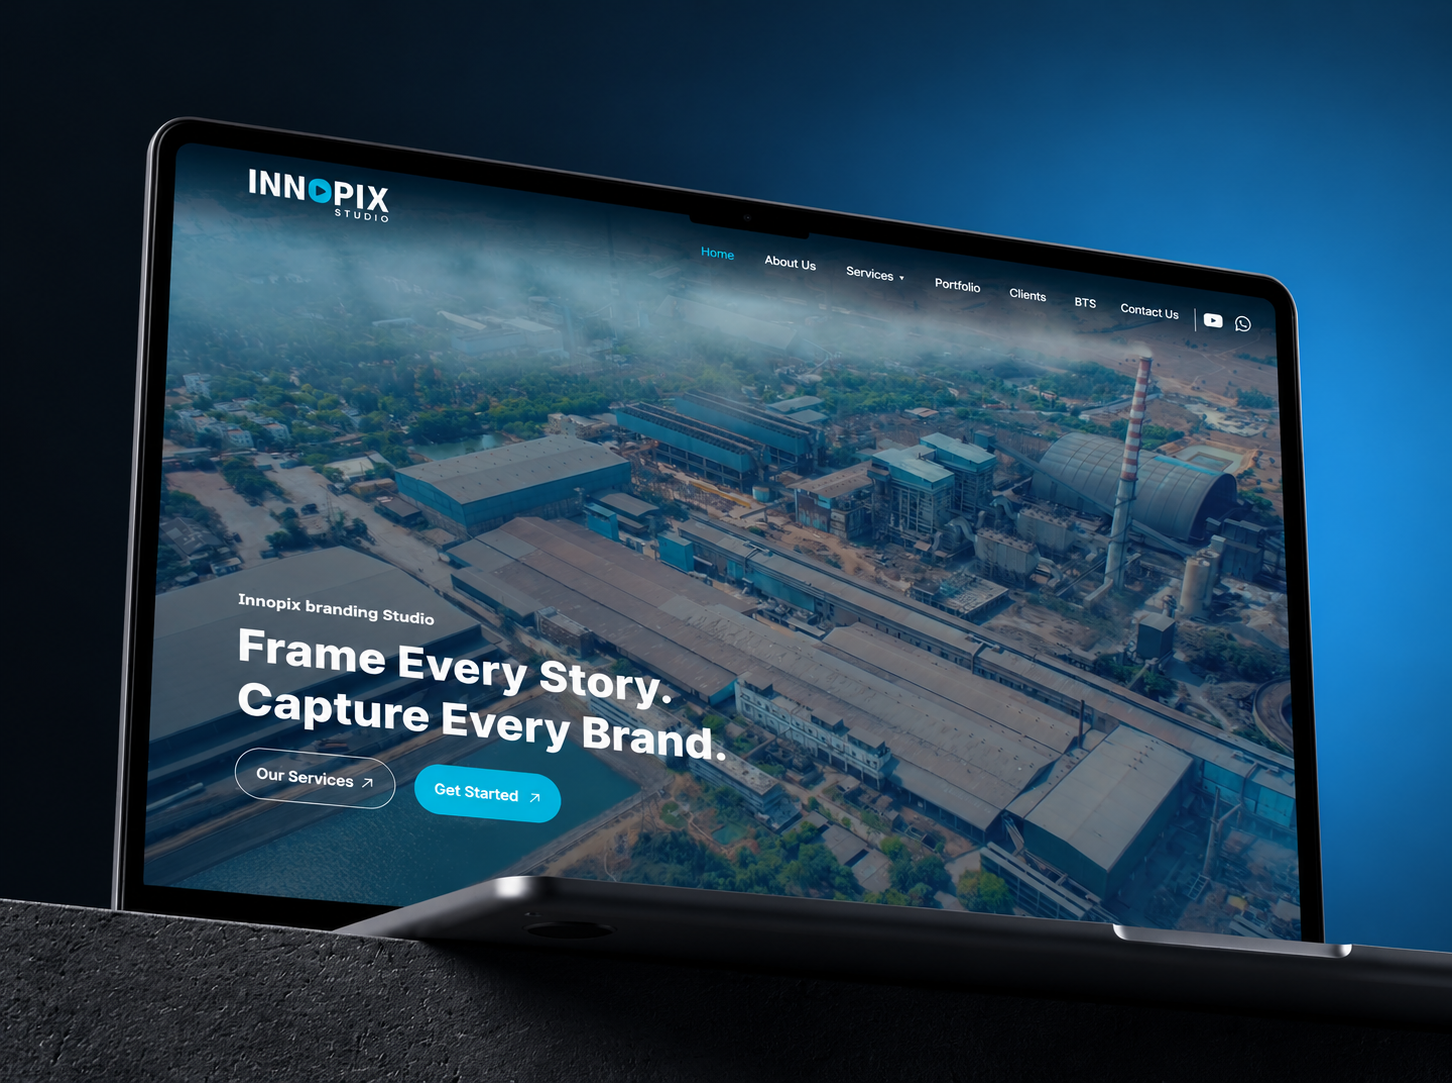 INNOPIX
STUDIO
Home About Us Services Portfolio Clients BTS Contact Us
Innopix branding Studio
Frame Every Story.
Capture Every Brand.
Our Services Get Started